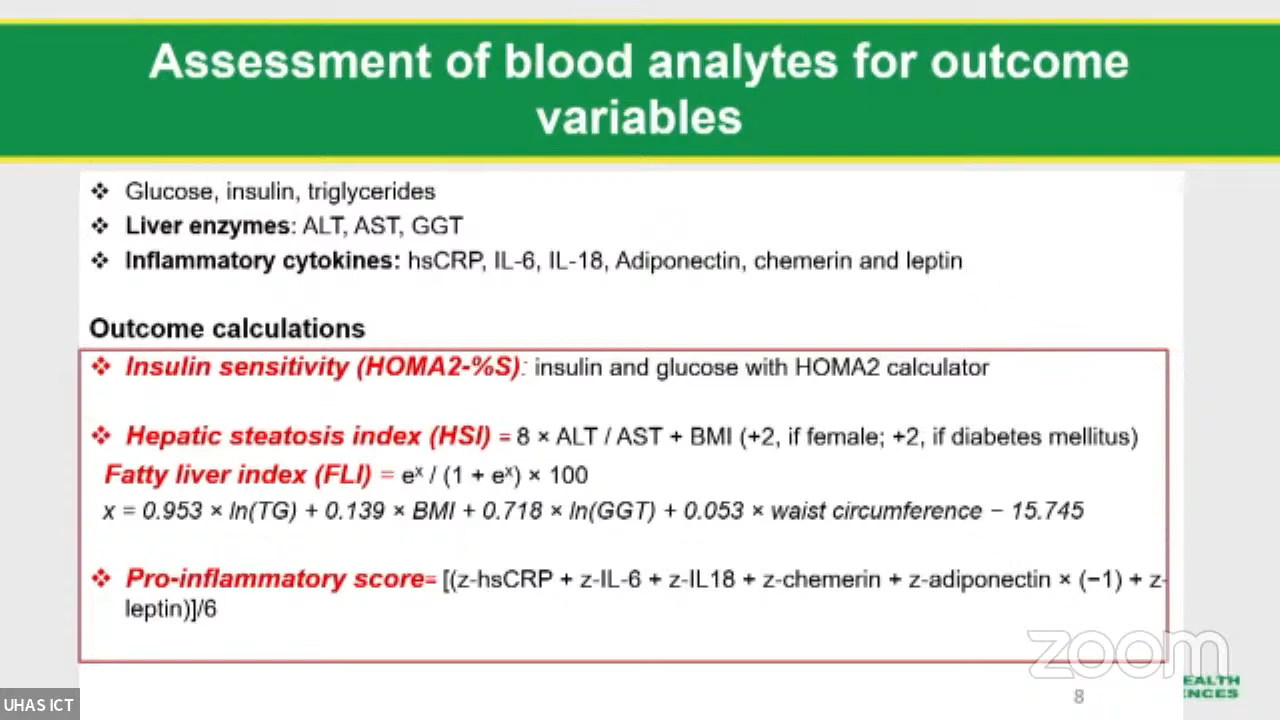 Assessment of blood analytes for outcome
variables
❖ Glucose, insulin, triglycerides
❖ Liver enzymes: ALT, AST, GGT
❖ Inflammatory cytokines: hsCRP, IL-6, IL-18, Adiponectin, chemerin and leptin
Outcome calculations
❖ Insulin sensitivity (HOMA2-%S): insulin and glucose with HOMA2 calculator
❖ Hepatic steatosis index (HSI) = 8 × ALT / AST + BMI (+2, if female; +2, if diabetes mellitus)
Fatty liver index (FLI) = eˣ / (1 + eˣ) × 100
x = 0.953 × ln(TG) + 0.139 × BMI + 0.718 × ln(GGT) + 0.053 × waist circumference − 15.745
❖ Pro-inflammatory score= [(z-hsCRP + z-IL-6 + z-IL18 + z-chemerin + z-adiponectin × (−1) + z-
leptin)]/6
zoom
EALTH
ENCES
8
UHAS ICT